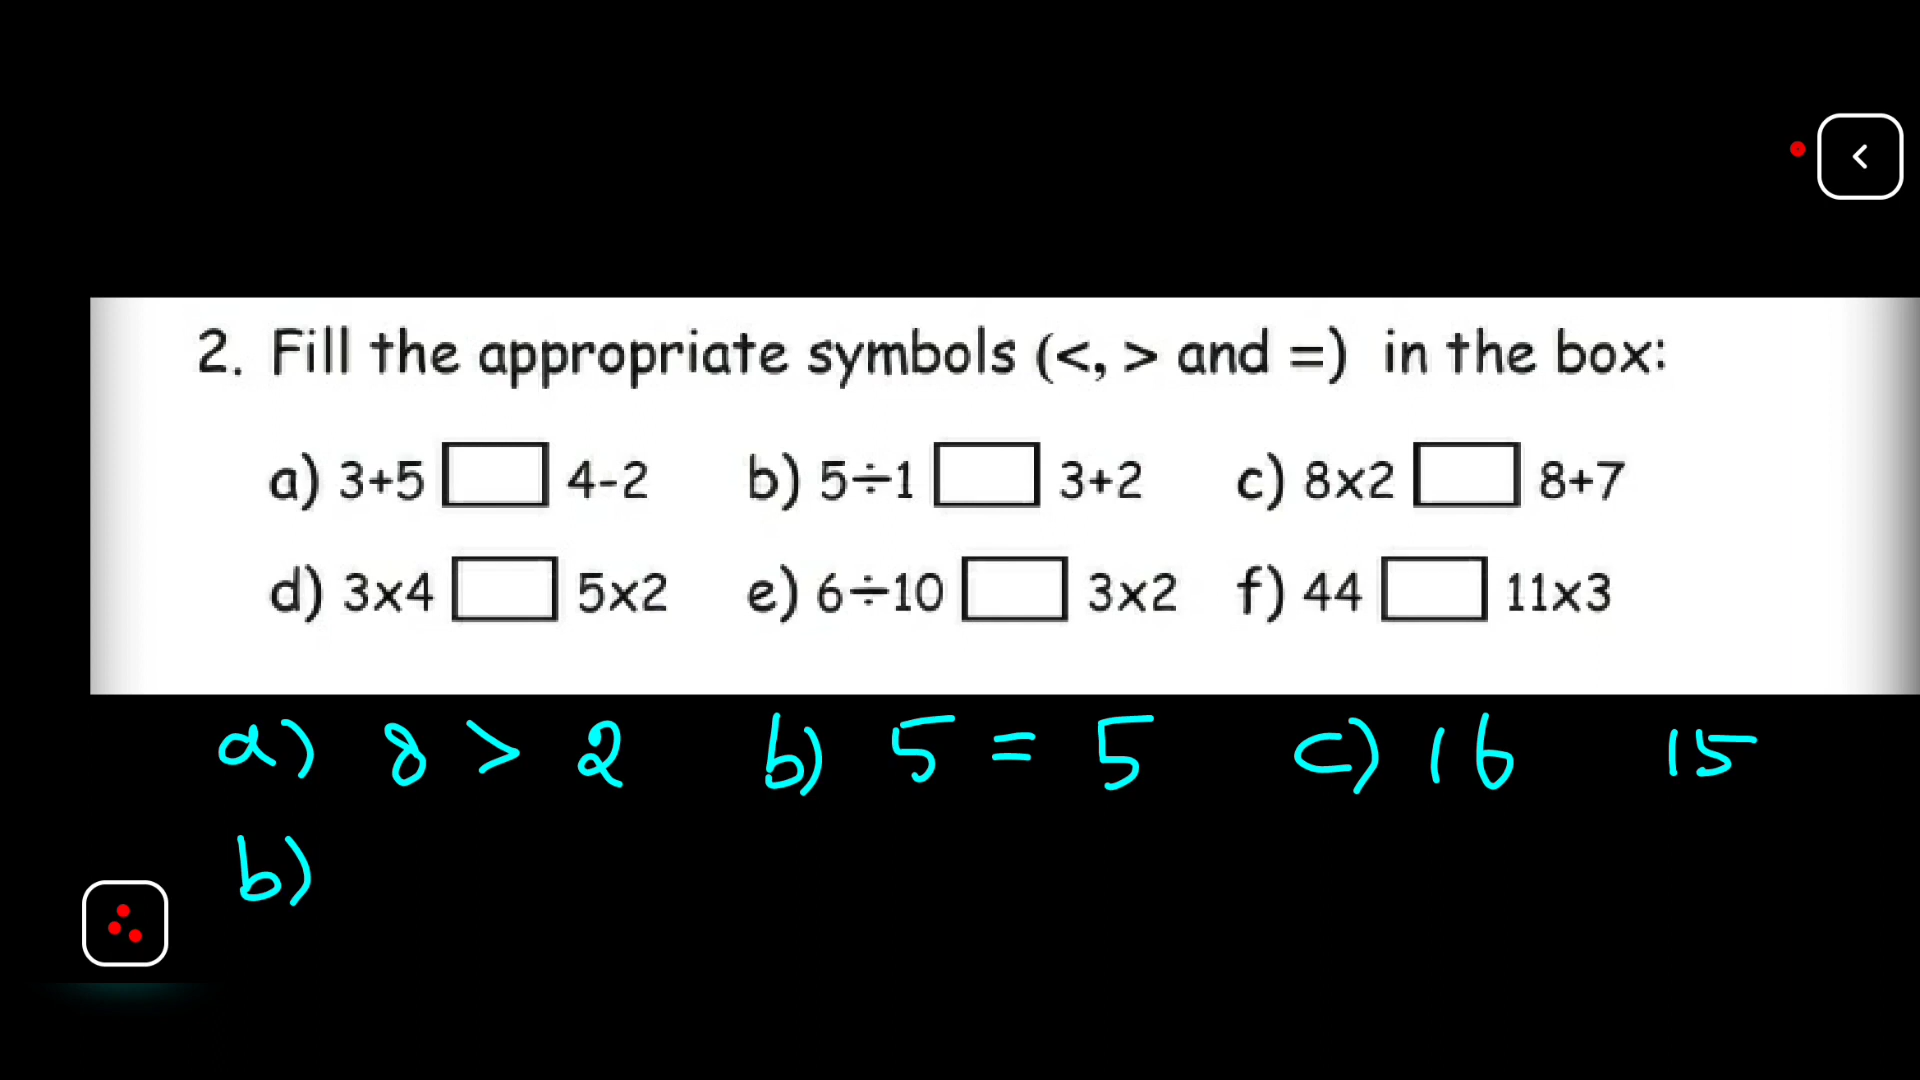 2. Fill the appropriate symbols (<, > and =) in the box:
a) 3+5 4-2 b) 5÷1 3+2 c) 8x2 8+7
d) 3x4 5x2 e) 6÷10 3x2 f) 44 11x3
a) 8 > 2 b) 5 = 5 c) 16 15
b)